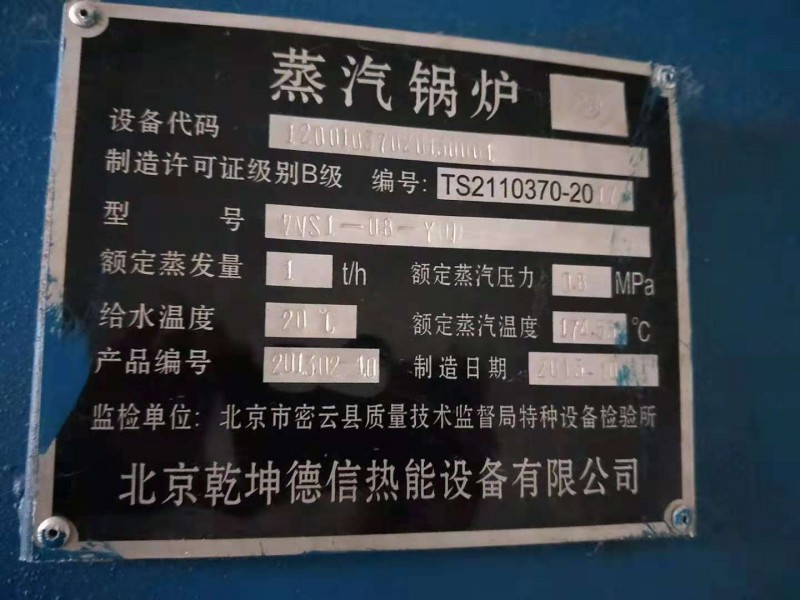 蒸汽锅炉
设备代码
制造许可证级别B级 编号: TS2110370-20
型 号
额定蒸发量 1 t/h 额定蒸汽压力 0.8 MPa
给水温度 20℃ 额定蒸汽温度 ℃
产品编号 201302-10 制造日期
监检单位: 北京市密云县质量技术监督局特种设备检验所
北京乾坤德信热能设备有限公司